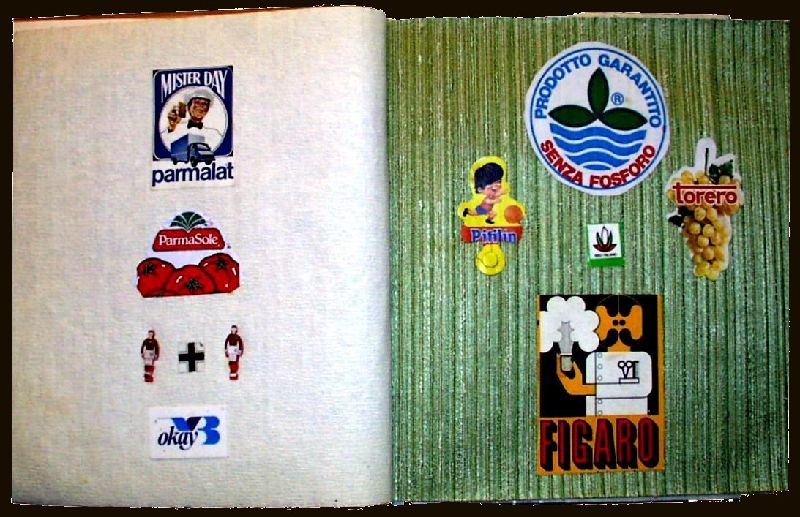 MISTER DAY
parmalat
ParmaSole
okay
B
PRODOTTO GARANTITO
®
SENZA FOSFORO
Pitilin
torero
FIGARO